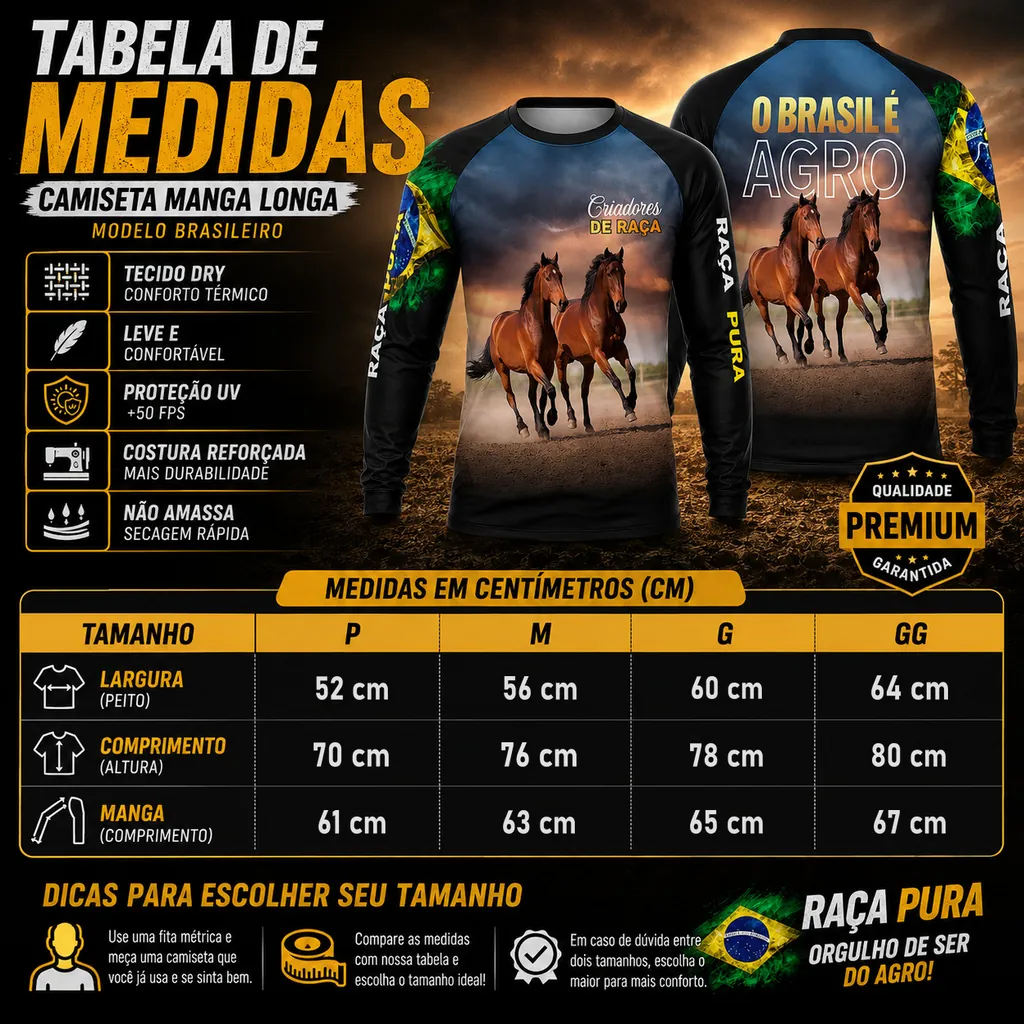 TABELA DE
MEDIDAS
CAMISETA MANGA LONGA
MODELO BRASILEIRO
TECIDO DRY
CONFORTO TÉRMICO
LEVE E
CONFORTÁVEL
PROTEÇÃO UV
+50 FPS
COSTURA REFORÇADA
MAIS DURABILIDADE
NÃO AMASSA
SECAGEM RÁPIDA
Criadores
DE RAÇA
RAÇA
RAÇA PURA
O BRASIL É
AGRO
RAÇA
QUALIDADE
PREMIUM
GARANTIDA
MEDIDAS EM CENTÍMETROS (CM)
TAMANHO P M G GG
LARGURA
(PEITO)
52 cm 56 cm 60 cm 64 cm
COMPRIMENTO
(ALTURA)
70 cm 76 cm 78 cm 80 cm
MANGA
(COMPRIMENTO)
61 cm 63 cm 65 cm 67 cm
DICAS PARA ESCOLHER SEU TAMANHO
Use uma fita métrica e
meça uma camiseta que
você já usa e se sinta bem.
Compare as medidas
com nossa tabela e
escolha o tamanho ideal!
Em caso de dúvida entre
dois tamanhos, escolha o
maior para mais conforto.
RAÇA PURA
ORGULHO DE SER
DO AGRO!